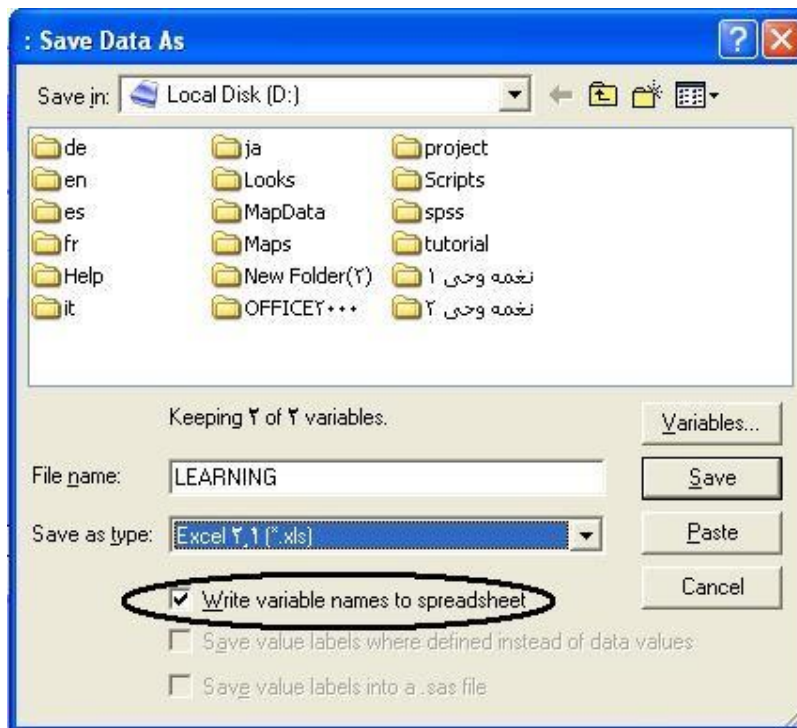 : Save Data As
Save in: Local Disk (D:)
de ja project
en Looks Scripts
es MapData spss
fr Maps tutorial
Help New Folder(۲) نغمه وحی ۱
it OFFICE۲۰۰۰ نغمه وحی ۲
Keeping ۲ of ۲ variables. Variables...
File name: LEARNING Save
Save as type: Excel ۲٫۱ (*.xls) Paste
Write variable names to spreadsheet Cancel
Save value labels where defined instead of data values
Save value labels into a .sas file